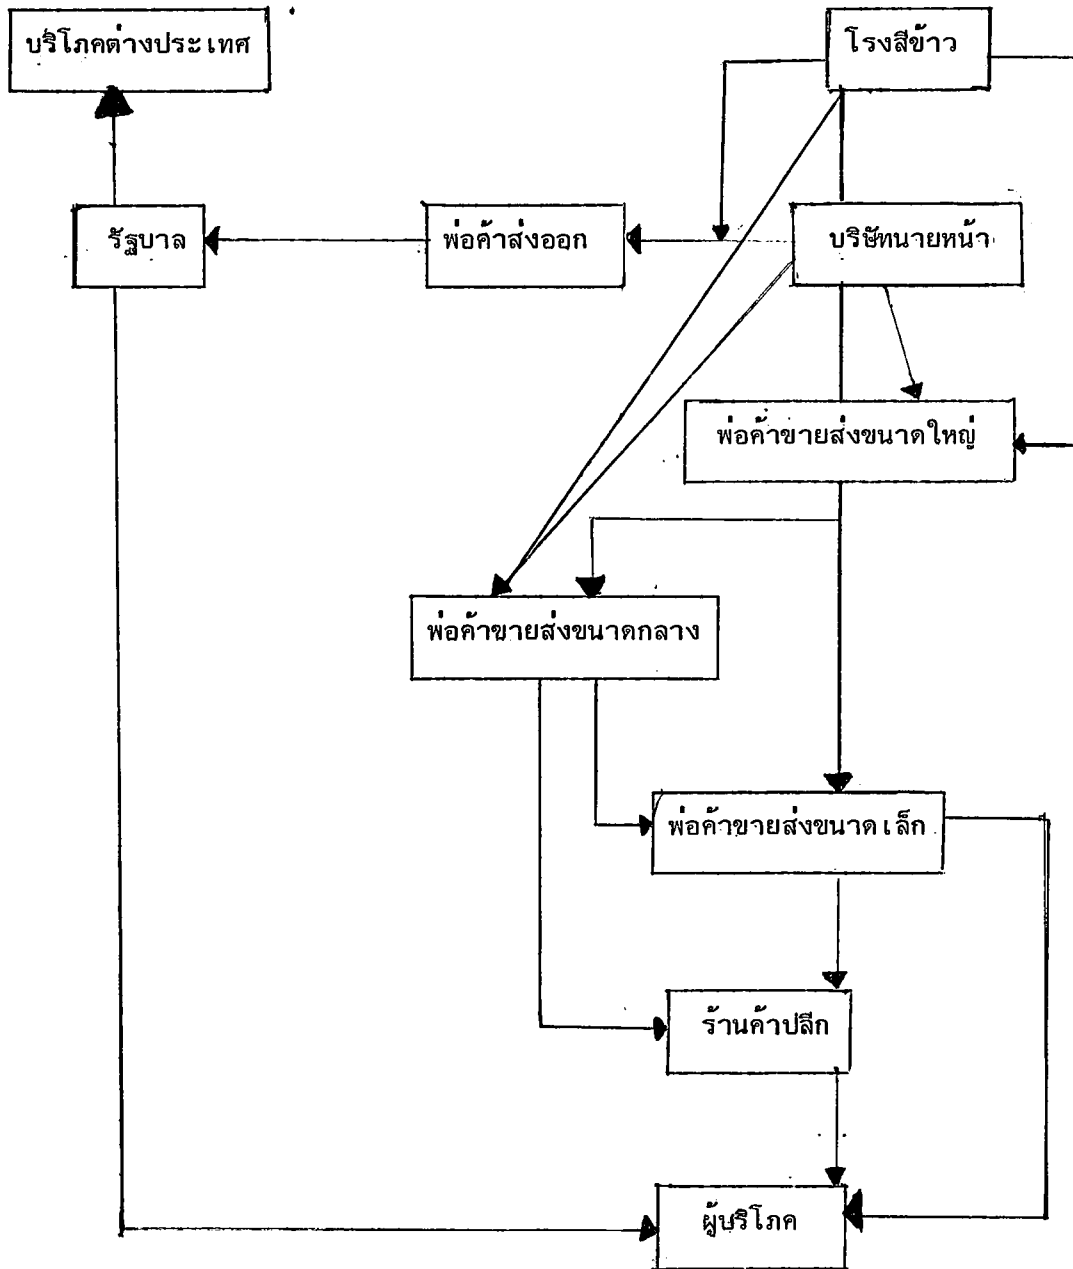 บริโภคต่างประเทศ
โรงสีข้าว
รัฐบาล
พ่อค้าส่งออก
บริษัทนายหน้า
พ่อค้าขายส่งขนาดใหญ่
พ่อค้าขายส่งขนาดกลาง
พ่อค้าขายส่งขนาดเล็ก
ร้านค้าปลีก
ผู้บริโภค